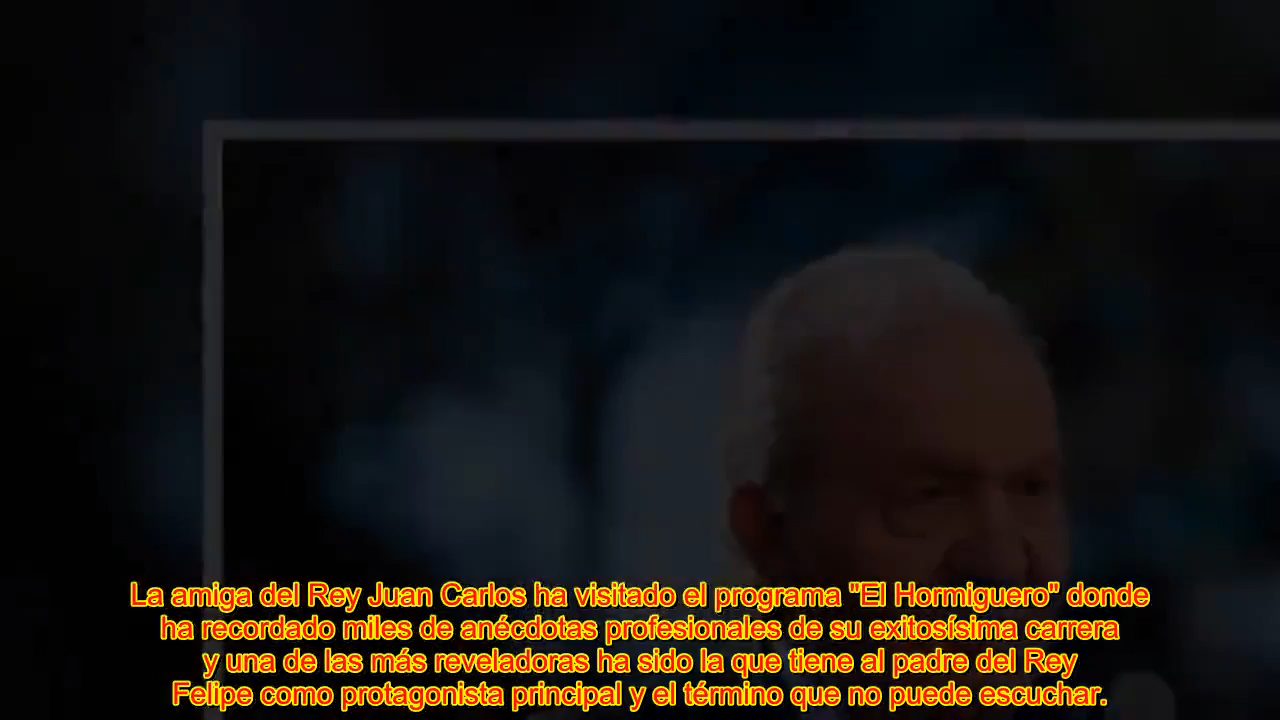 La amiga del Rey Juan Carlos ha visitado el programa "El Hormiguero" donde
ha recordado miles de anécdotas profesionales de su exitosísima carrera
y una de las más reveladoras ha sido la que tiene al padre del Rey
Felipe como protagonista principal y el término que no puede escuchar.